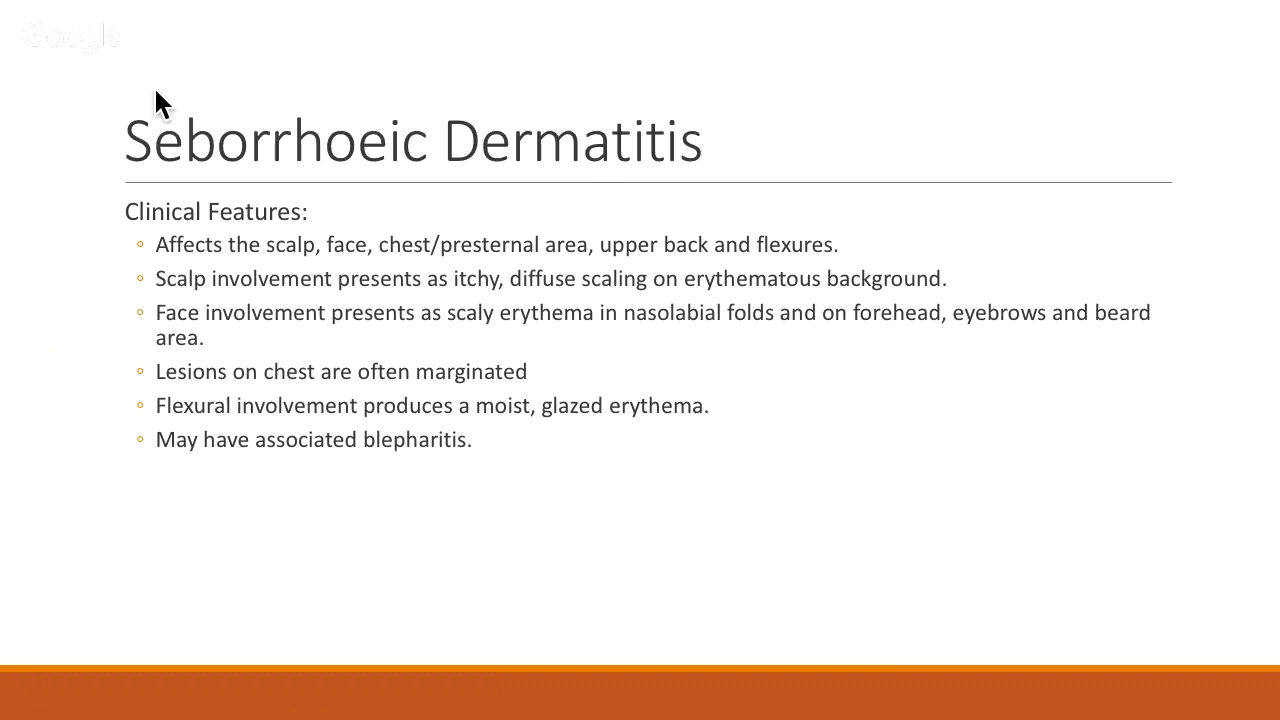 Google
Seborrhoeic Dermatitis
Clinical Features:
◦ Affects the scalp, face, chest/presternal area, upper back and flexures.
◦ Scalp involvement presents as itchy, diffuse scaling on erythematous background.
◦ Face involvement presents as scaly erythema in nasolabial folds and on forehead, eyebrows and beard
area.
◦ Lesions on chest are often marginated
◦ Flexural involvement produces a moist, glazed erythema.
◦ May have associated blepharitis.